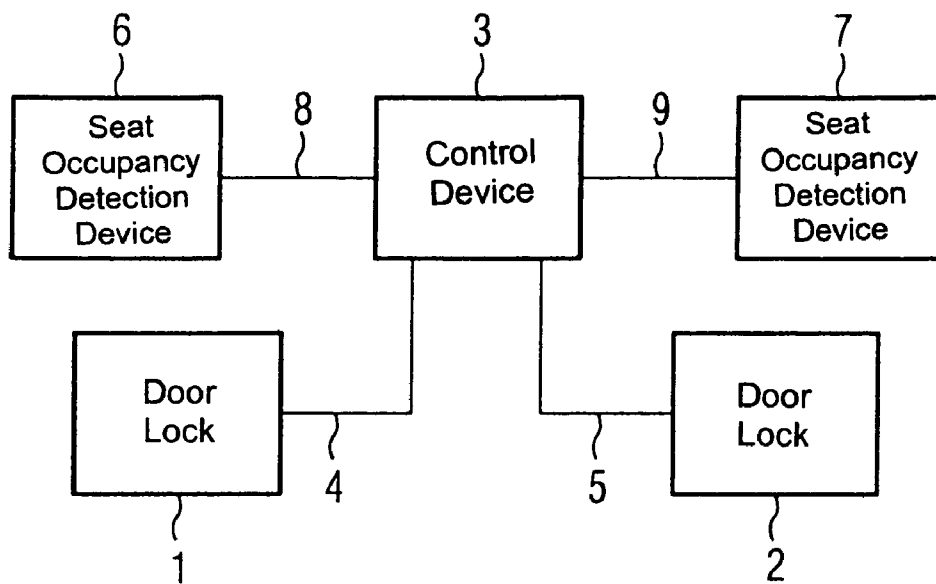 6
3
7
Seat
Occupancy
Detection
Device
8
Control
Device
9
Seat
Occupancy
Detection
Device
Door
Lock
4
5
Door
Lock
1
2